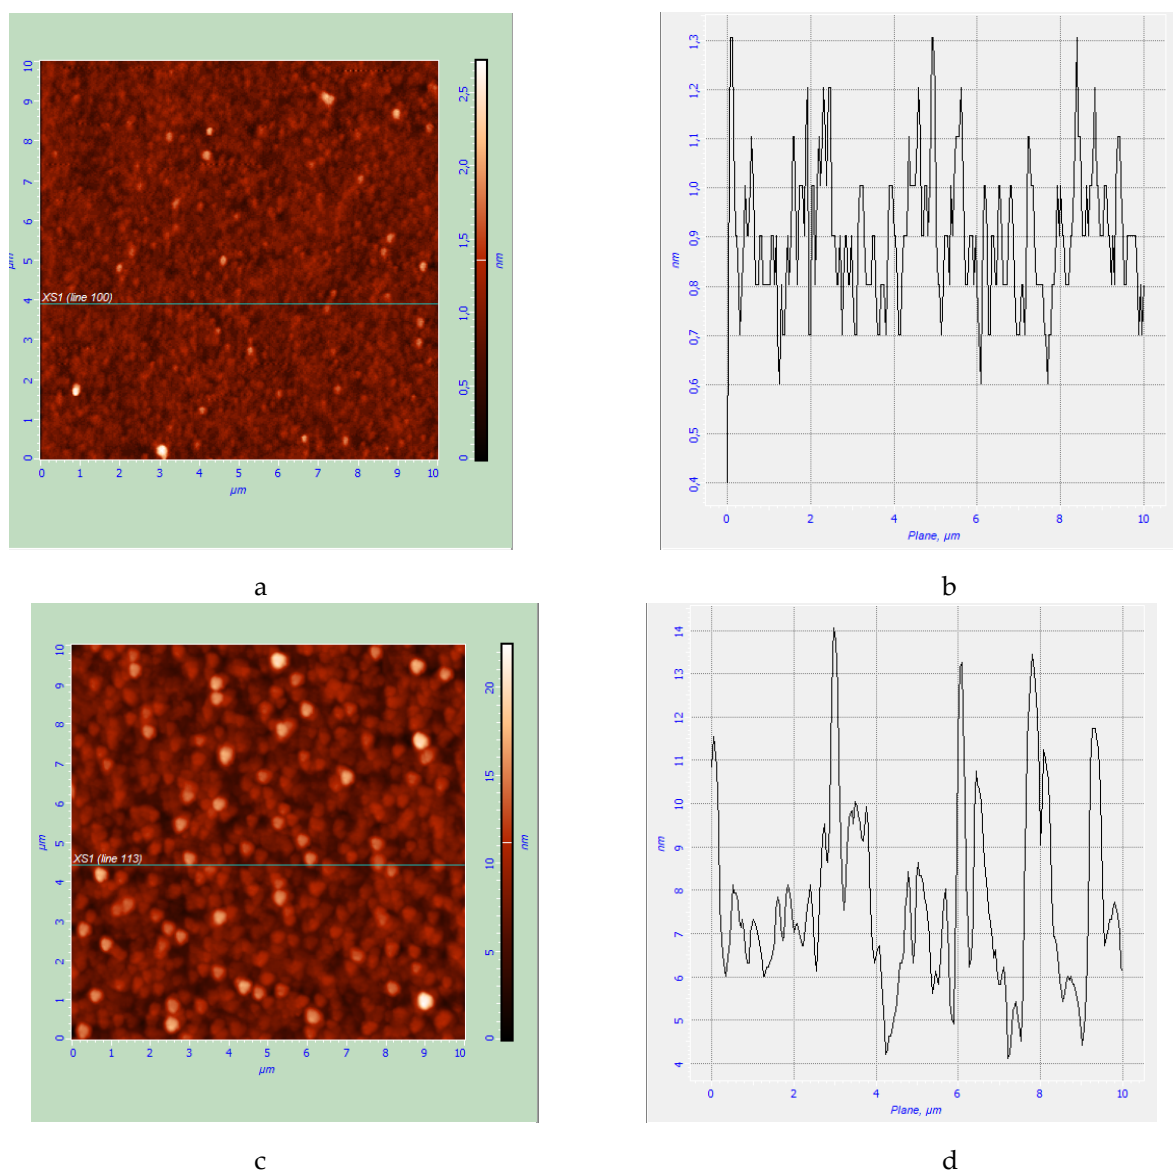 10
9
8
7
6
5
4
3
2
1
0
µm
XS1 (line 100)
0 1 2 3 4 5 6 7 8 9 10
µm
2,5
2,0
1,5
1,0
0,5
0
nm
1,3
1,2
1,1
1,0
0,9
0,8
0,7
0,6
0,5
0,4
nm
0 2 4 6 8 10
Plane, µm
a
b
10
9
8
7
6
5
4
3
2
1
0
µm
XS1 (line 113)
0 1 2 3 4 5 6 7 8 9 10
µm
20
15
10
5
0
nm
14
13
12
11
10
9
8
7
6
5
4
nm
0 2 4 6 8 10
Plane, µm
c
d